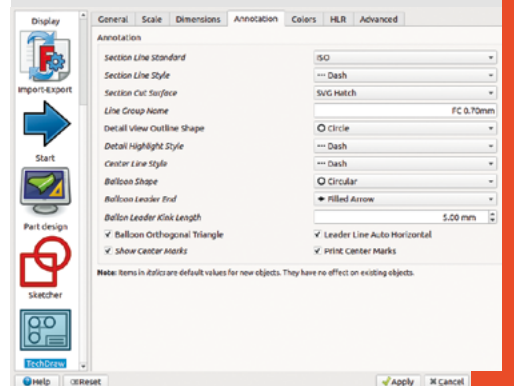 Display
Import-Export
Start
Part design
Sketcher
TechDraw
General Scale Dimensions Annotation Colors HLR Advanced
Annotation
Section Line Standard ISO
Section Line Style --- Dash
Section Cut Surface SVG Hatch
Line Group Name FC 0.70mm
Detail View Outline Shape Circle
Detail Highlight Style --- Dash
Center Line Style --- Dash
Balloon Shape Circular
Balloon Leader End Filled Arrow
Ballon Leader Kink Length 5.00 mm
Balloon Orthogonal Triangle Leader Line Auto Horizontal
Show Center Marks Print Center Marks
Note: Items in italics are default values for new objects. They have no effect on existing objects.
Help Reset Apply Cancel